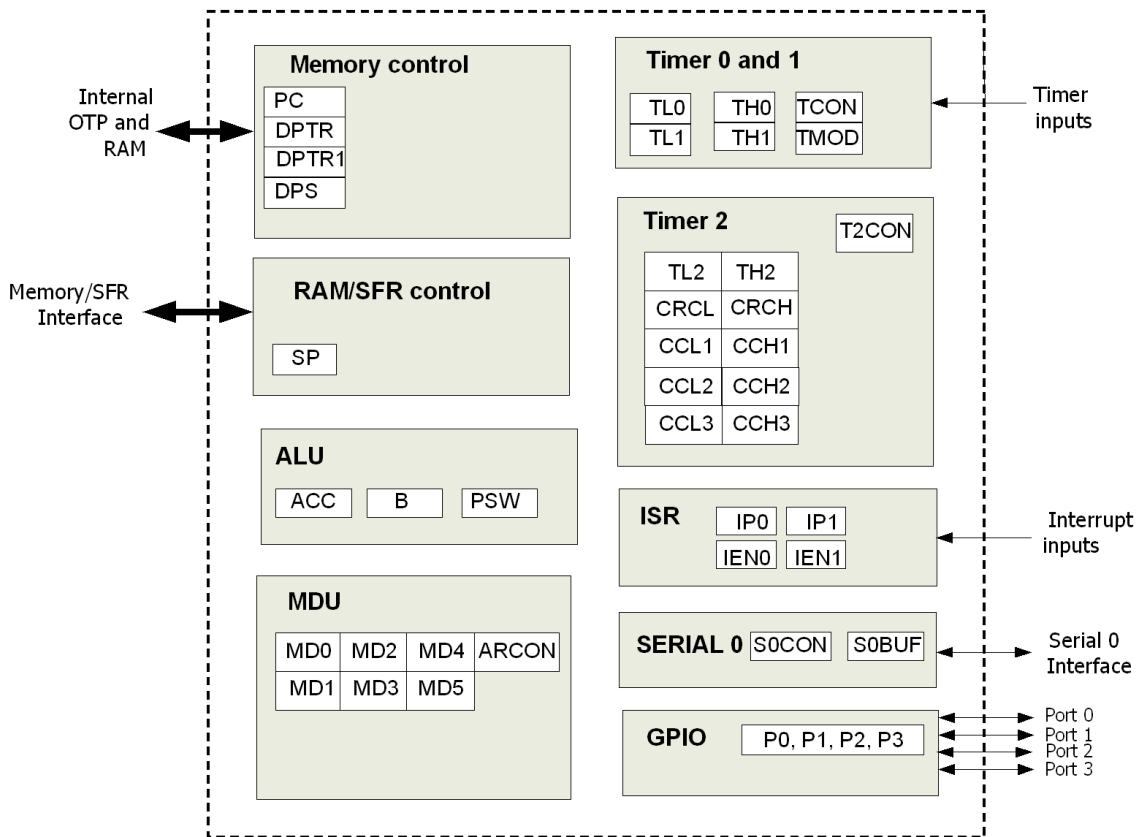 Memory control
PC
DPTR
DPTR1
DPS
Internal
OTP and
RAM
RAM/SFR control
SP
Memory/SFR
Interface
ALU
ACC B PSW
MDU
MD0 MD2 MD4 ARCON
MD1 MD3 MD5
Timer 0 and 1
TL0 TH0 TCON
TL1 TH1 TMOD
Timer
inputs
Timer 2
T2CON
TL2 TH2
CRCL CRCH
CCL1 CCH1
CCL2 CCH2
CCL3 CCH3
ISR
IP0 IP1
IEN0 IEN1
Interrupt
inputs
SERIAL 0 S0CON S0BUF
Serial 0
Interface
GPIO P0, P1, P2, P3
Port 0
Port 1
Port 2
Port 3